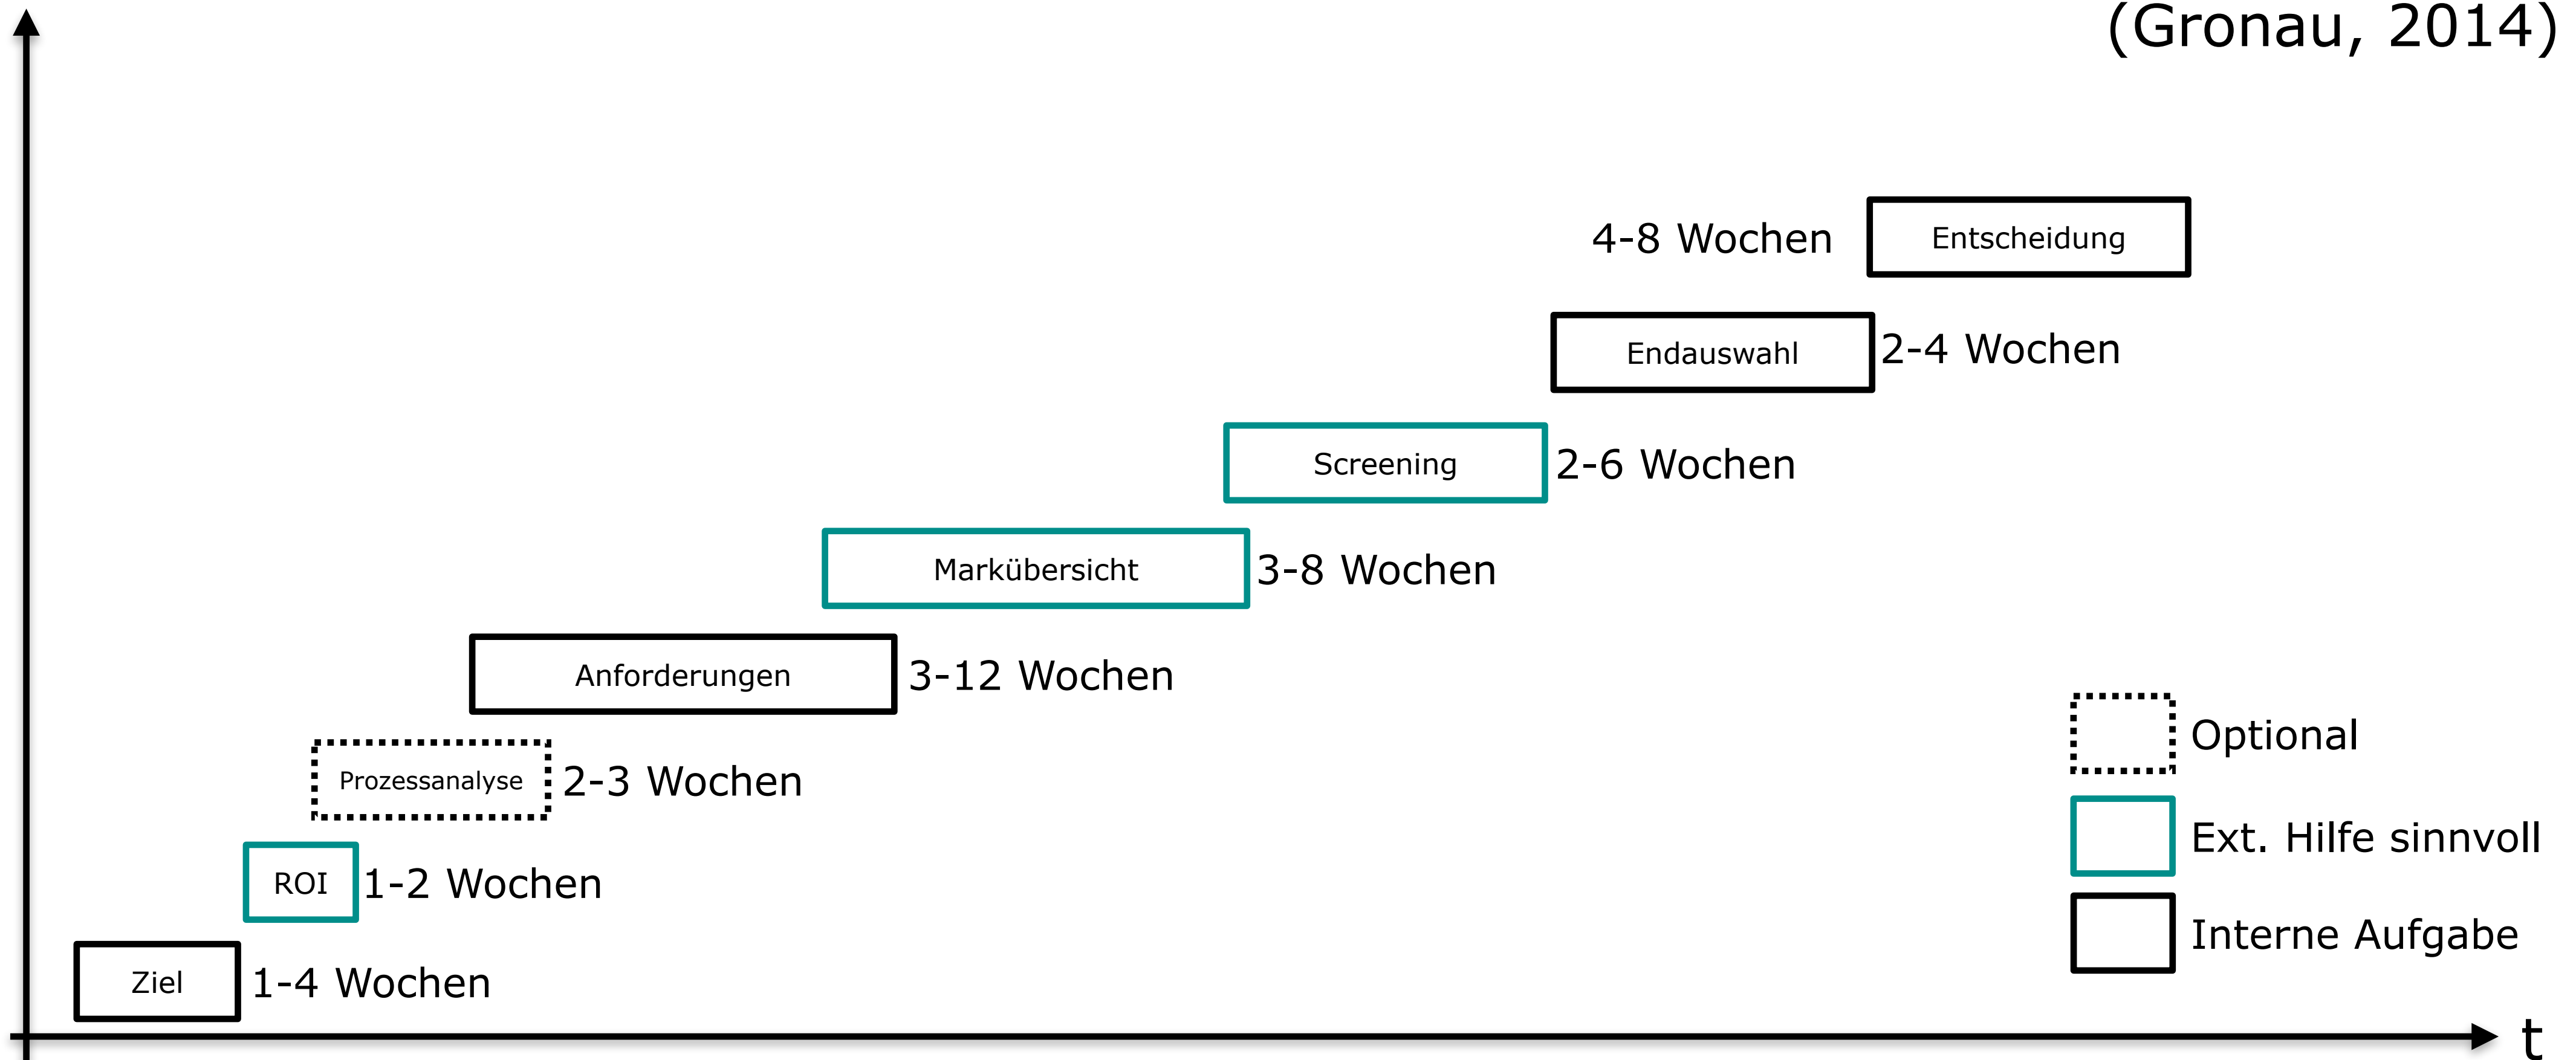 (Gronau, 2014)
4-8 Wochen Entscheidung
Endauswahl 2-4 Wochen
Screening 2-6 Wochen
Markübersicht 3-8 Wochen
Anforderungen 3-12 Wochen
Prozessanalyse 2-3 Wochen
ROI 1-2 Wochen
Ziel 1-4 Wochen
Optional
Ext. Hilfe sinnvoll
Interne Aufgabe
t